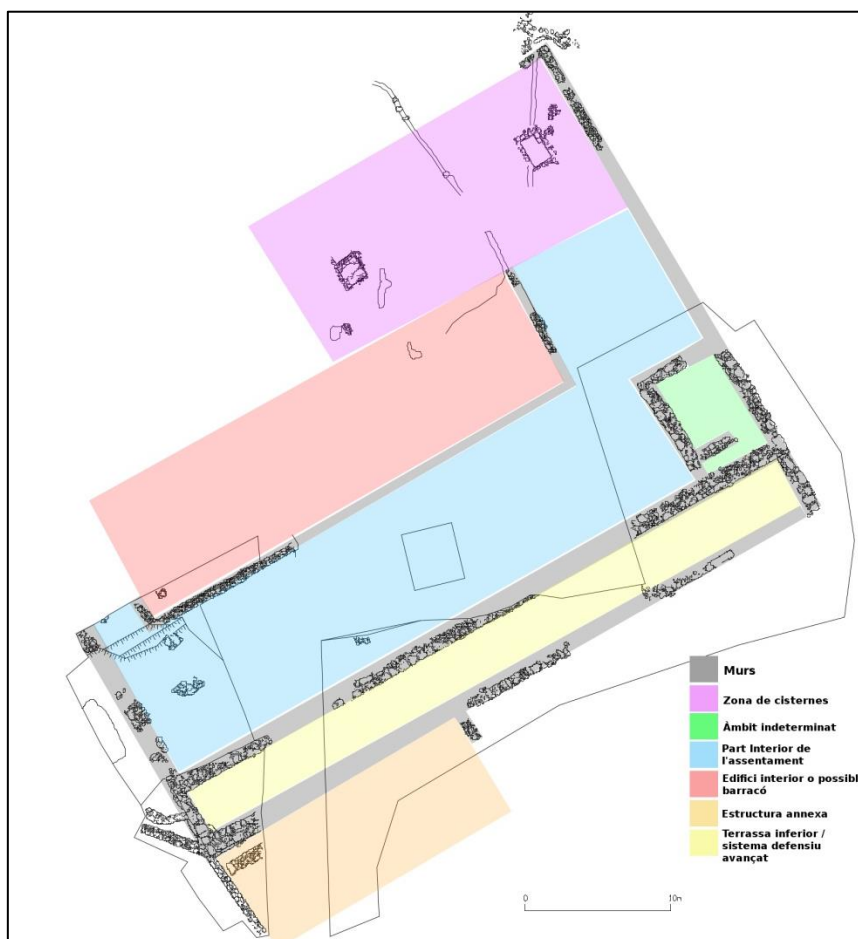 Murs
Zona de cisternes
Àmbit indeterminat
Part Interior de
l'assentament
Edifici interior o possibl
barracó
Estructura annexa
Terrassa inferior /
sistema defensiu
avançat
0 10m